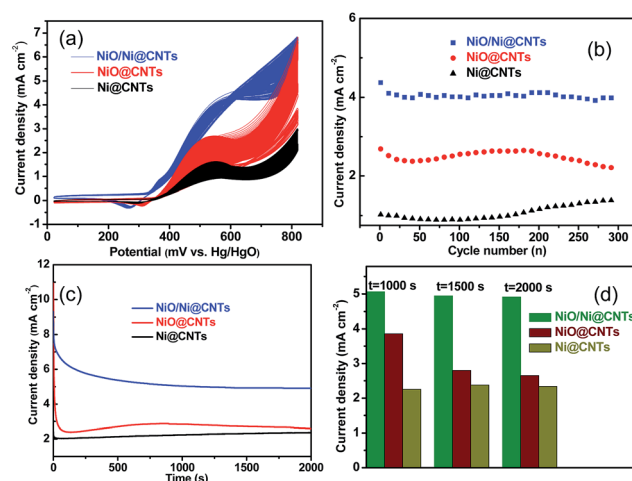 (a)
NiO/Ni@CNTs
NiO@CNTs
Ni@CNTs
Current density (mA cm⁻²)
7
6
5
4
3
2
1
0
-1
0 200 400 600 800
Potential (mV vs. Hg/HgO)
(b)
NiO/Ni@CNTs
NiO@CNTs
Ni@CNTs
Current density (mA cm⁻²)
6
4
2
0 50 100 150 200 250 300
Cycle number (n)
(c)
NiO/Ni@CNTs
NiO@CNTs
Ni@CNTs
Current density (mA cm⁻²)
12
10
8
6
4
2
0
0 500 1000 1500 2000
Time (s)
(d)
t=1000 s t=1500 s t=2000 s
NiO/Ni@CNTs
NiO@CNTs
Ni@CNTs
Current density (mA cm⁻²)
5
4
3
2
1
0